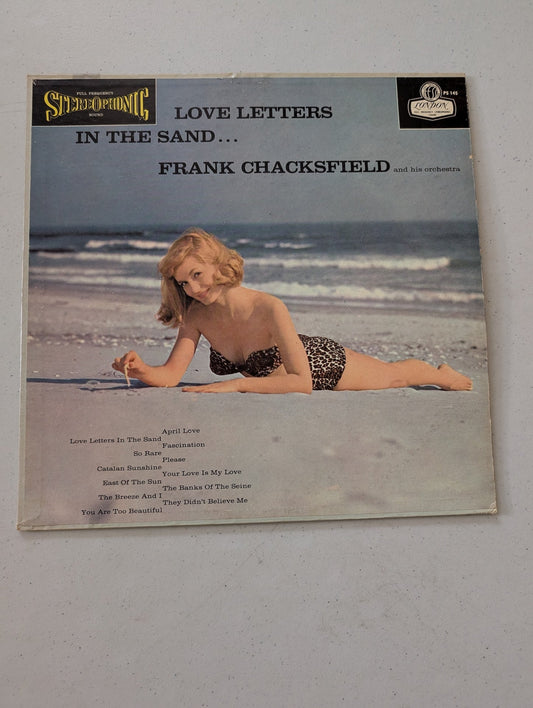 FULL FREQUENCY
STEREOPHONIC
SOUND
PS 145
LONDON
LOVE LETTERS
IN THE SAND...
FRANK CHACKSFIELD and his orchestra
April Love
Love Letters In The Sand
Fascination
So Rare
Please
Catalan Sunshine
Your Love Is My Love
East Of The Sun
The Banks Of The Seine
The Breeze And I
They Didn't Believe Me
You Are Too Beautiful